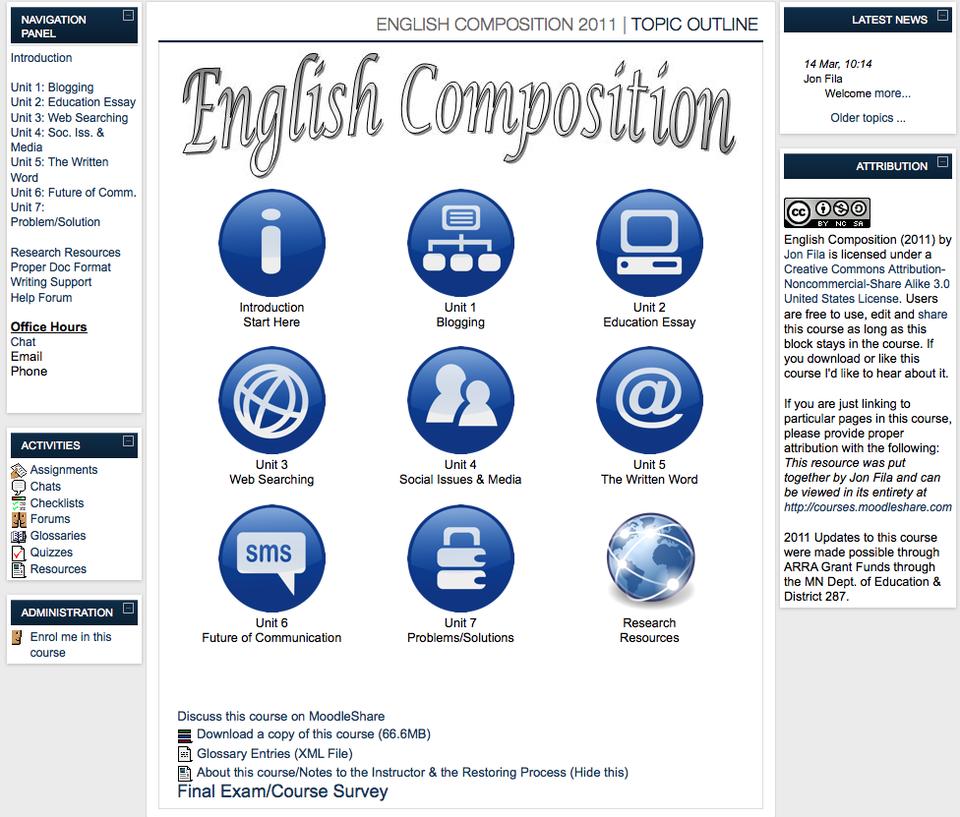 NAVIGATION
PANEL
Introduction
Unit 1: Blogging
Unit 2: Education Essay
Unit 3: Web Searching
Unit 4: Soc. Iss. &
Media
Unit 5: The Written
Word
Unit 6: Future of Comm.
Unit 7:
Problem/Solution
Research Resources
Proper Doc Format
Writing Support
Help Forum
Office Hours
Chat
Email
Phone
ACTIVITIES
Assignments
Chats
Checklists
Forums
Glossaries
Quizzes
Resources
ADMINISTRATION
Enrol me in this
course
ENGLISH COMPOSITION 2011 | TOPIC OUTLINE
English Composition
Introduction
Start Here
Unit 1
Blogging
Unit 2
Education Essay
@
Unit 3
Web Searching
Unit 4
Social Issues & Media
Unit 5
The Written Word
sms
Unit 6
Future of Communication
Unit 7
Problems/Solutions
Research
Resources
Discuss this course on MoodleShare
Download a copy of this course (66.6MB)
Glossary Entries (XML File)
About this course/Notes to the Instructor & the Restoring Process (Hide this)
Final Exam/Course Survey
LATEST NEWS
14 Mar, 10:14
Jon Fila
Welcome more...
Older topics ...
ATTRIBUTION
cc
BY NC SA
English Composition (2011) by
Jon Fila is licensed under a
Creative Commons Attribution-
Noncommercial-Share Alike 3.0
United States License. Users
are free to use, edit and share
this course as long as this
block stays in the course. If
you download or like this
course I'd like to hear about it.
If you are just linking to
particular pages in this course,
please provide proper
attribution with the following:
This resource was put
together by Jon Fila and can
be viewed in its entirety at
http://courses.moodleshare.com
2011 Updates to this course
were made possible through
ARRA Grant Funds through
the MN Dept. of Education &
District 287.